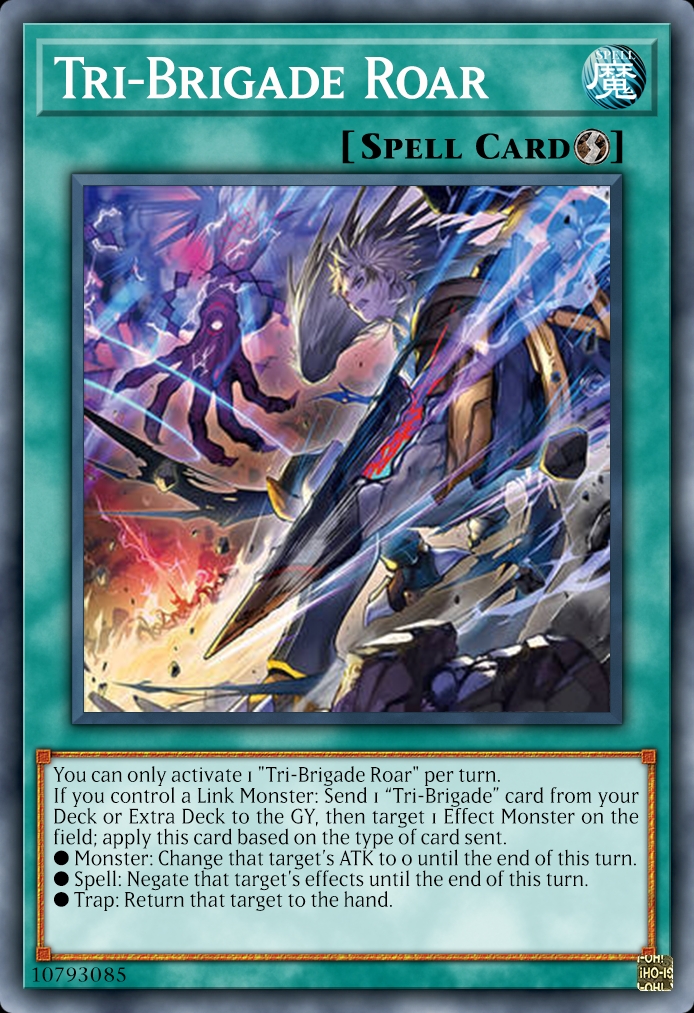 TRI-BRIGADE ROAR
SPELL
魔
[SPELL CARD]
You can only activate 1 "Tri-Brigade Roar" per turn.
If you control a Link Monster: Send 1 “Tri-Brigade” card from your
Deck or Extra Deck to the GY, then target 1 Effect Monster on the
field; apply this card based on the type of card sent.
● Monster: Change that target's ATK to 0 until the end of this turn.
● Spell: Negate that target's effects until the end of this turn.
● Trap: Return that target to the hand.
10793085